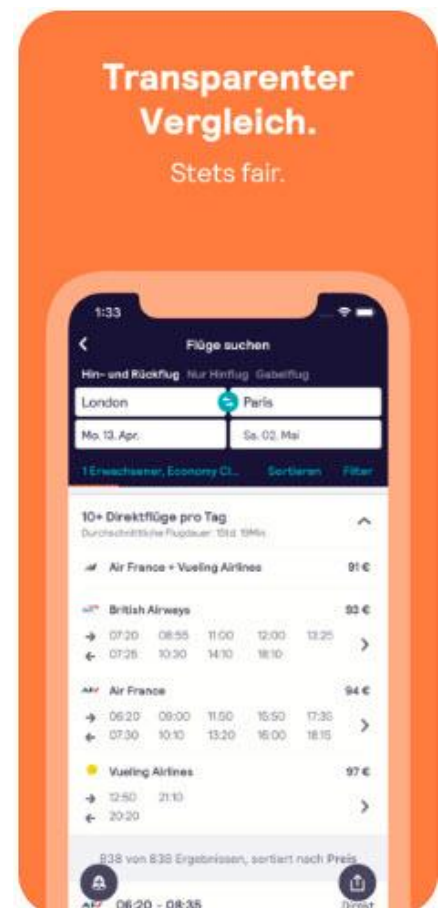 Transparenter
Vergleich.
Stets fair.
1:33
Flüge suchen
Hin- und Rückflug Nur Hinflug Gabelflug
London Paris
Mo. 13. Apr. Sa. 02. Mai
1 Erwachsener, Economy Cl... Sortieren Filter
10+ Direktflüge pro Tag
Durchschnittliche Flugdauer: 1Std. 19Min.
Air France + Vueling Airlines 91 €
British Airways 93 €
07:20 08:55 11:00 12:00 13:25
07:25 10:30 14:10 18:10
Air France 94 €
06:20 09:00 11:50 15:50 17:35
07:30 10:10 13:20 16:00 18:15
Vueling Airlines 97 €
12:50 21:10
20:20
838 von 838 Ergebnissen, sortiert nach Preis
06:20 - 08:35 Direkt